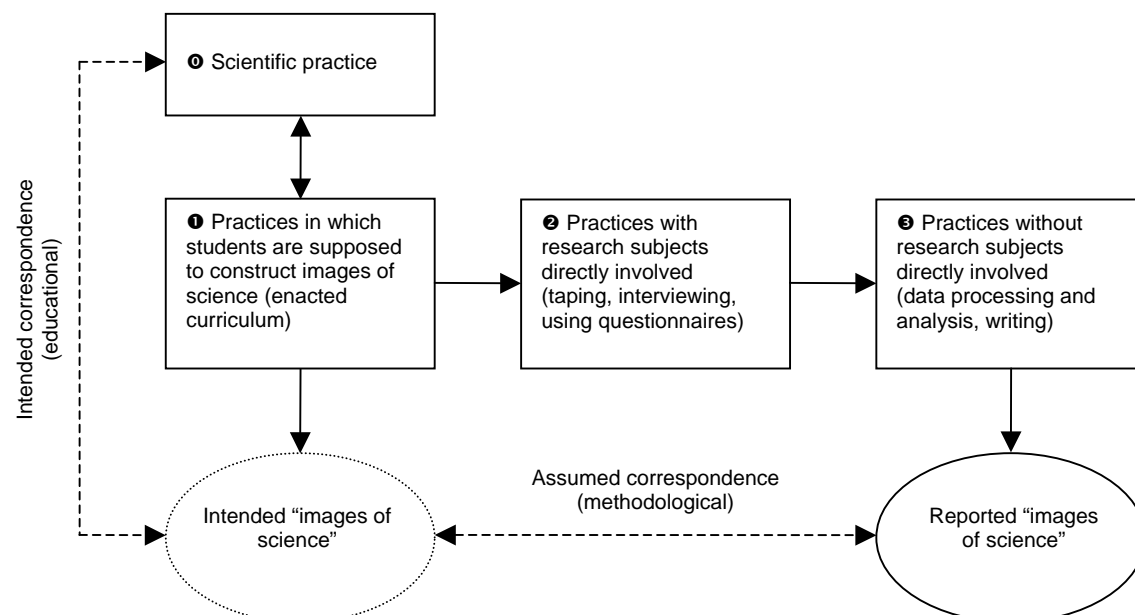 ⓿ Scientific practice
Intended correspondence
(educational)
❶ Practices in which
students are supposed
to construct images of
science (enacted
curriculum)
❷ Practices with
research subjects
directly involved
(taping, interviewing,
using questionnaires)
❸ Practices without
research subjects
directly involved
(data processing and
analysis, writing)
Intended “images of
science”
Assumed correspondence
(methodological)
Reported “images
of science”